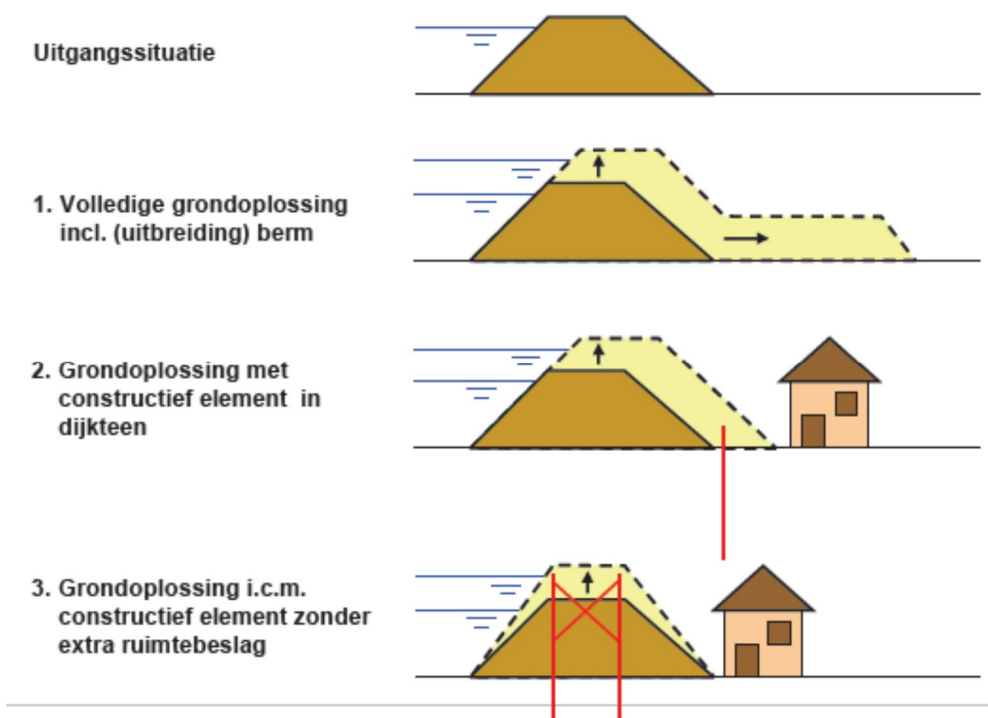 Uitgangssituatie
1. Volledige grondoplossing
incl. (uitbreiding) berm
2. Grondoplossing met
constructief element in
dijkteen
3. Grondoplossing i.c.m.
constructief element zonder
extra ruimtebeslag